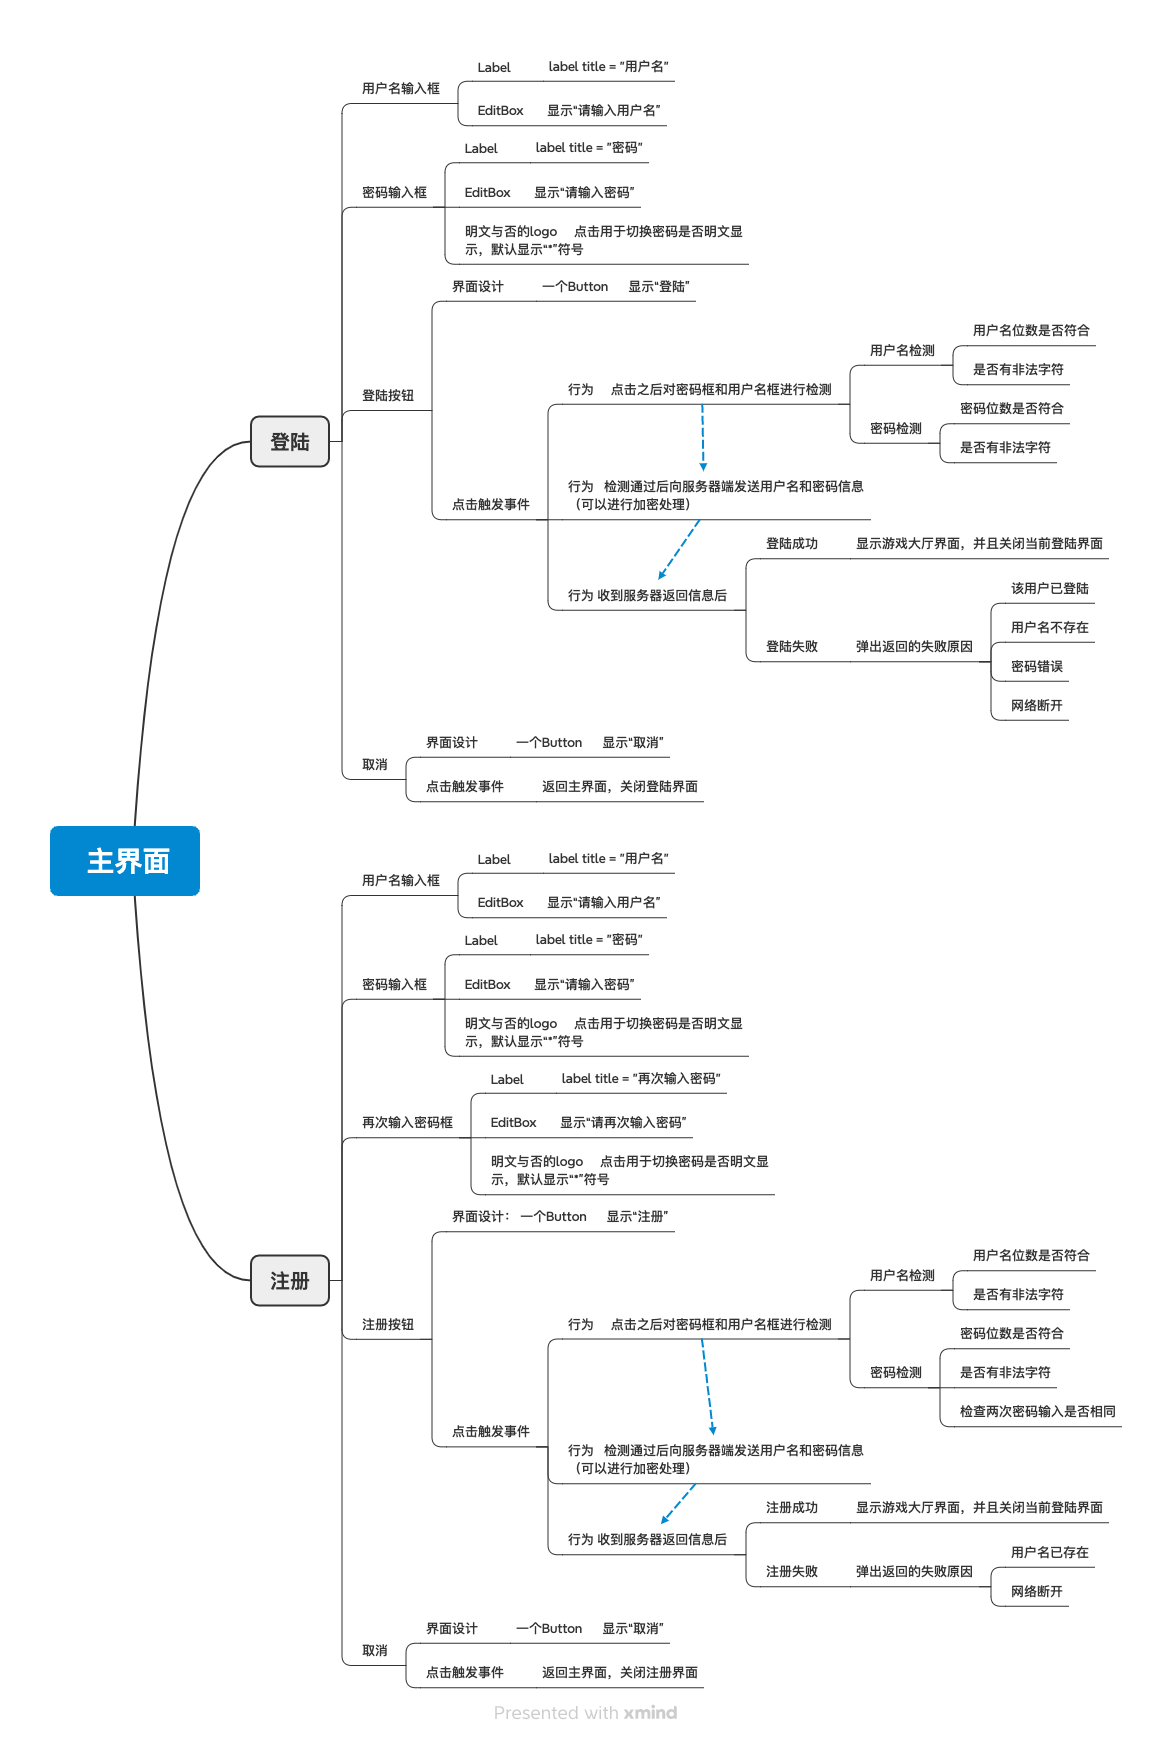 主界面
登陆
用户名输入框
Label
label title = "用户名"
EditBox
显示“请输入用户名”
密码输入框
Label
label title = "密码"
EditBox
显示“请输入密码”
明文与否的logo 点击用于切换密码是否明文显
示，默认显示“*”符号
登陆按钮
界面设计
一个Button
显示“登陆”
点击触发事件
行为 点击之后对密码框和用户名框进行检测
用户名检测
用户名位数是否符合
是否有非法字符
密码检测
密码位数是否符合
是否有非法字符
行为 检测通过后向服务器端发送用户名和密码信息
（可以进行加密处理）
行为 收到服务器返回信息后
登陆成功
显示游戏大厅界面，并且关闭当前登陆界面
登陆失败
弹出返回的失败原因
该用户已登陆
用户名不存在
密码错误
网络断开
取消
界面设计
一个Button
显示“取消”
点击触发事件
返回主界面，关闭登陆界面
注册
用户名输入框
Label
label title = "用户名"
EditBox
显示“请输入用户名”
密码输入框
Label
label title = "密码"
EditBox
显示“请输入密码”
明文与否的logo 点击用于切换密码是否明文显
示，默认显示“*”符号
再次输入密码框
Label
label title = "再次输入密码"
EditBox
显示“请再次输入密码”
明文与否的logo 点击用于切换密码是否明文显
示，默认显示“*”符号
注册按钮
界面设计： 一个Button
显示“注册”
点击触发事件
行为 点击之后对密码框和用户名框进行检测
用户名检测
用户名位数是否符合
是否有非法字符
密码检测
密码位数是否符合
是否有非法字符
检查两次密码输入是否相同
行为 检测通过后向服务器端发送用户名和密码信息
（可以进行加密处理）
行为 收到服务器返回信息后
注册成功
显示游戏大厅界面，并且关闭当前登陆界面
注册失败
弹出返回的失败原因
用户名已存在
网络断开
取消
界面设计
一个Button
显示“取消”
点击触发事件
返回主界面，关闭注册界面
Presented with xmind